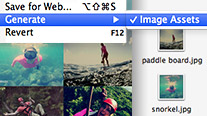 Save for Web... ⌥⇧⌘S
Generate ▶ ✓ Image Assets
Revert F12
paddle board.jpg
snorkel.jpg